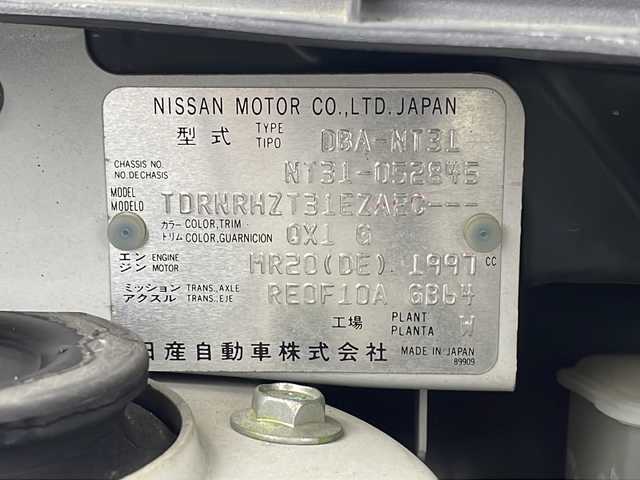 NISSAN MOTOR CO.,LTD. JAPAN
型式 TYPE TIPO DBA-NT31
CHASSIS NO. NO. DE CHASIS NT31-052845
MODEL MODELO TDRNRHZT31EZAEC---
カラー COLOR, TRIM トリム COLOR, GUARNICION QX1 G
エンジン ENGINE MOTOR MR20(DE) 1997 CC
ミッション TRANS., AXLE アクスル TRANS., EJE RE0F10A GB64
工場 PLANT PLANTA W
日産自動車株式会社 MADE IN JAPAN
89909